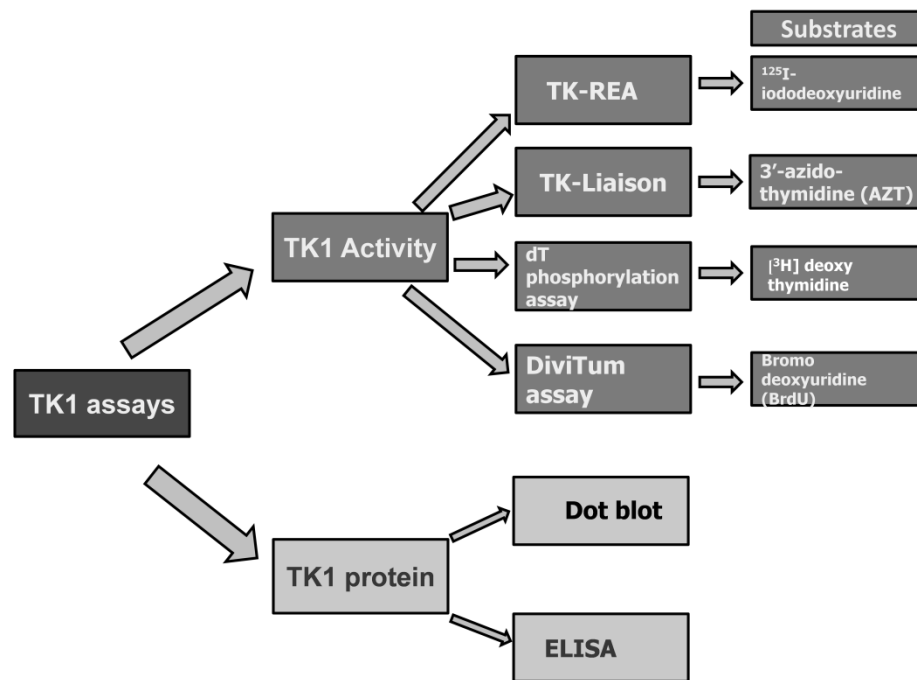 Substrates
TK-REA
¹²⁵I-
iododeoxyuridine
TK-Liaison
3′-azido-
thymidine (AZT)
TK1 Activity
dT
phosphorylation
assay
[³H] deoxy
thymidine
DiviTum
assay
Bromo
deoxyuridine
(BrdU)
TK1 assays
Dot blot
TK1 protein
ELISA